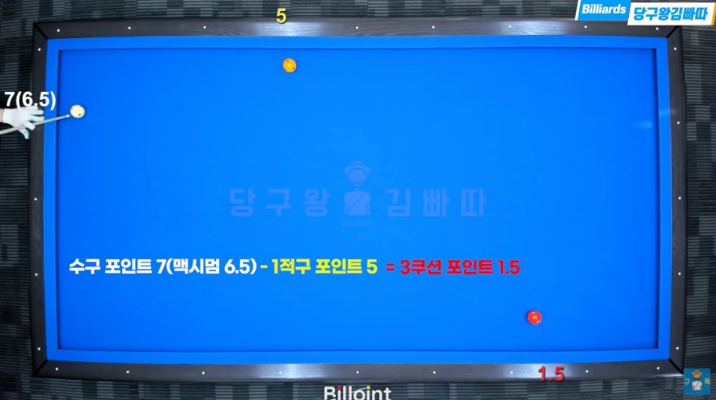 5
Billiards 당구왕김빠따
7(6.5)
당구왕 김빠따
수구 포인트 7(맥시멈 6.5) - 1적구 포인트 5 = 3쿠션 포인트 1.5
1.5
Billoint